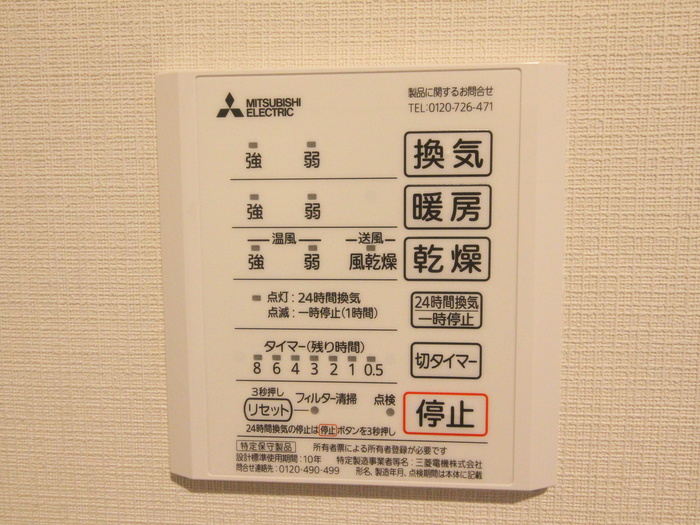 MITSUBISHI
ELECTRIC
製品に関するお問合せ
TEL:0120-726-471
強 弱 換気
強 弱 暖房
温風 送風
強 弱 風乾燥 乾燥
点灯:24時間換気
点滅:一時停止(1時間)
24時間換気
一時停止
タイマー(残り時間)
8 6 4 3 2 1 0.5
切タイマー
3秒押し
リセット フィルター清掃 点検
停止
24時間換気の停止は停止ボタンを3秒押し
特定保守製品 所有者票による所有者登録が必要です
設計標準使用期間:10年 特定製造事業者等名:三菱電機株式会社
問合せ連絡先:0120-490-499 形名、製造年月、点検期間は本体に記載